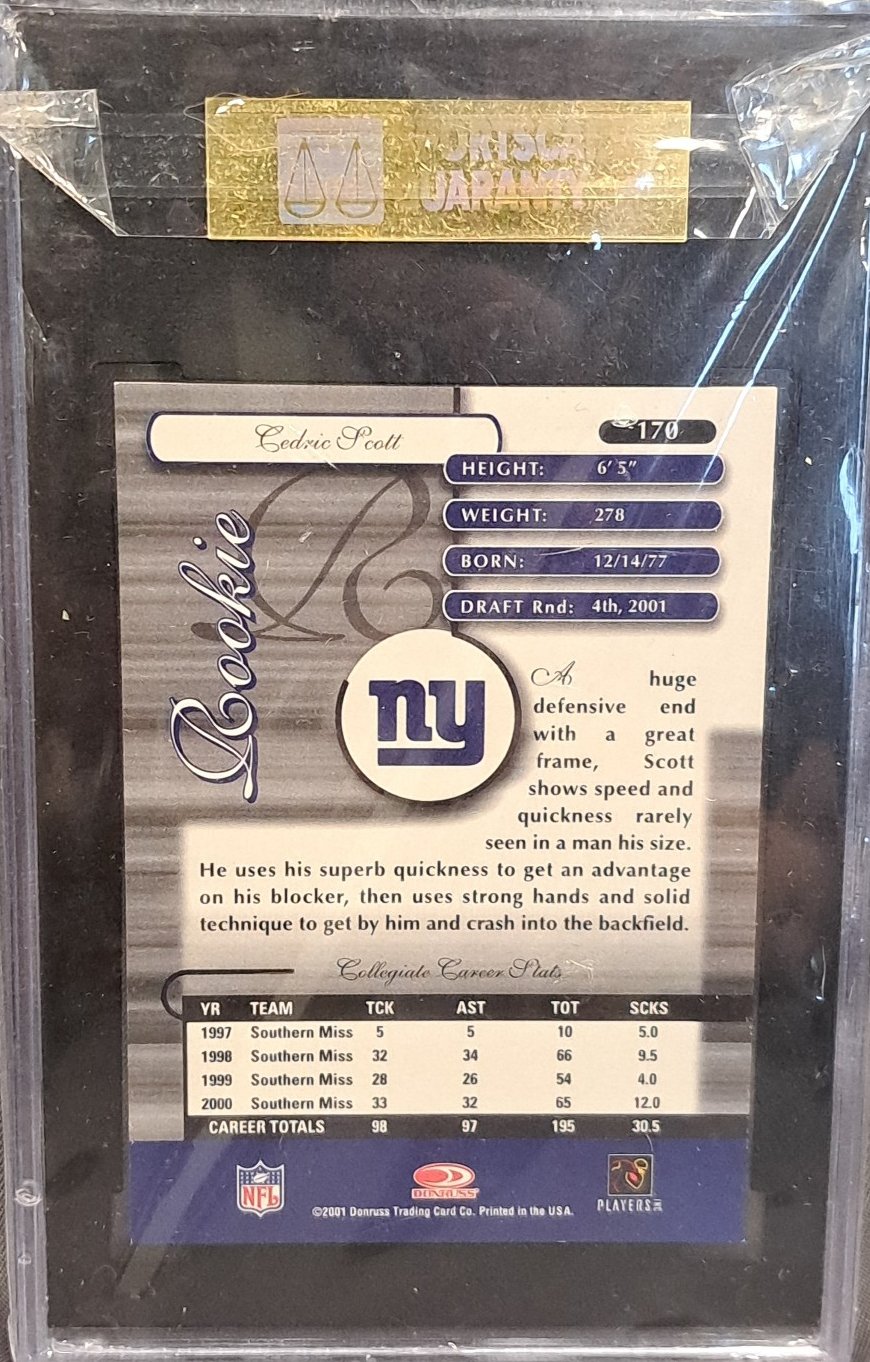 Cedric Scott
170
HEIGHT: 6' 5"
WEIGHT: 278
BORN: 12/14/77
DRAFT Rnd: 4th, 2001
Rookie
R
ny
A huge
defensive end
with a great
frame, Scott
shows speed and
quickness rarely
seen in a man his size.
He uses his superb quickness to get an advantage
on his blocker, then uses strong hands and solid
technique to get by him and crash into the backfield.
Collegiate Career Stats
YR TEAM TCK AST TOT SCKS
1997 Southern Miss 5 5 10 5.0
1998 Southern Miss 32 34 66 9.5
1999 Southern Miss 28 26 54 4.0
2000 Southern Miss 33 32 65 12.0
CAREER TOTALS 98 97 195 30.5
NFL
DONRUSS
PLAYERS
©2001 Donruss Trading Card Co. Printed in the USA.